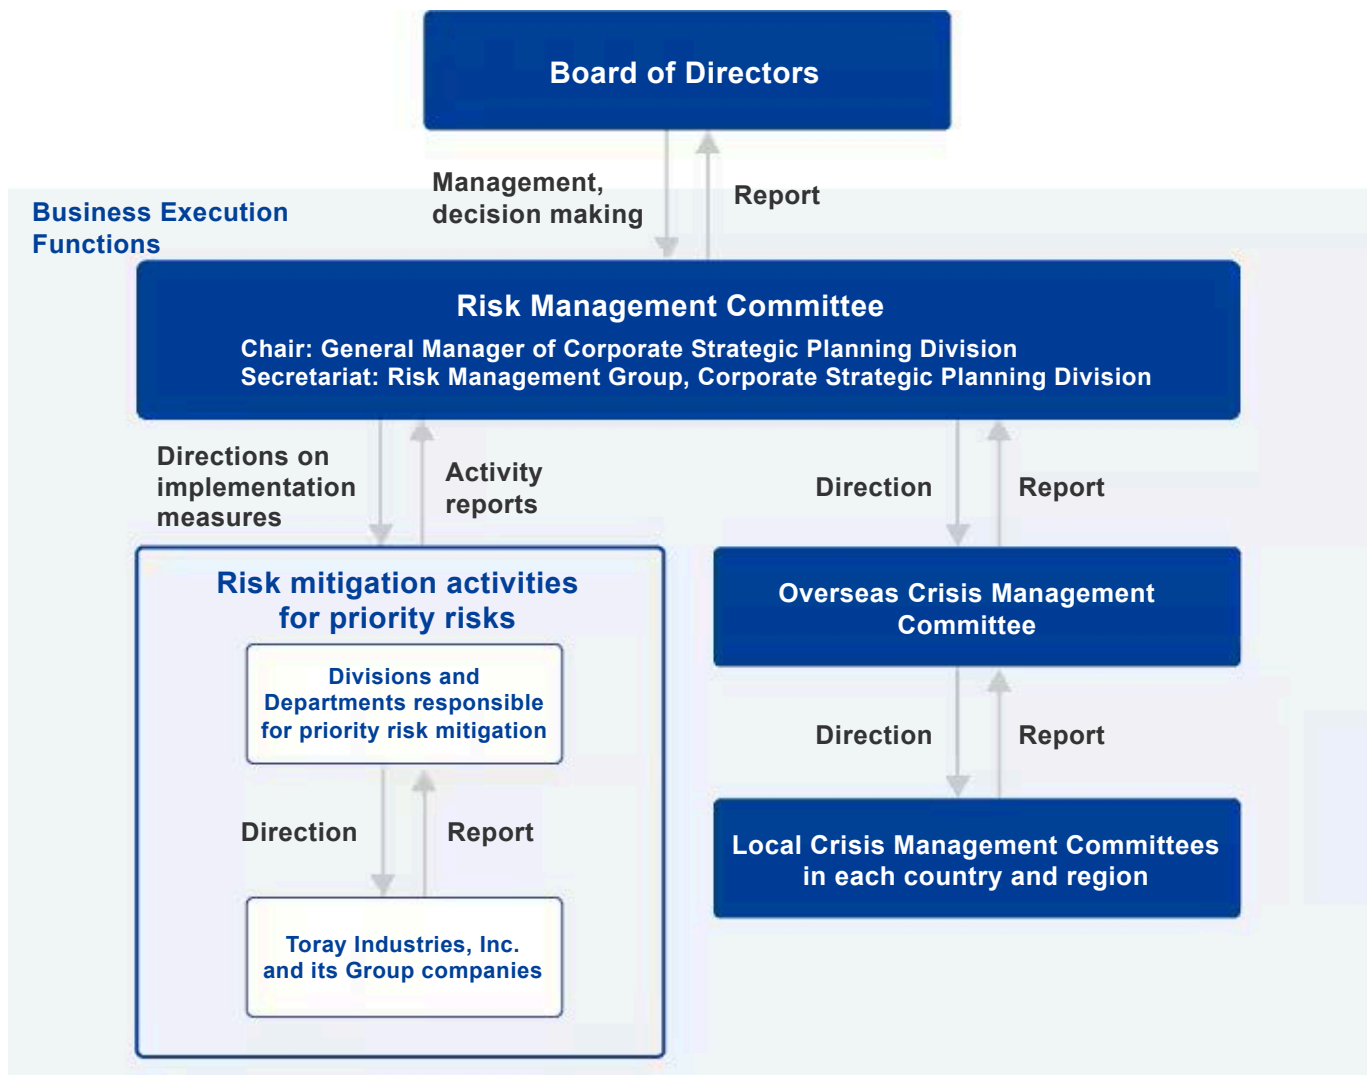 Board of Directors
Management,
decision making
Report
Business Execution
Functions
Risk Management Committee
Chair: General Manager of Corporate Strategic Planning Division
Secretariat: Risk Management Group, Corporate Strategic Planning Division
Directions on
implementation
measures
Activity
reports
Direction
Report
Risk mitigation activities
for priority risks
Divisions and
Departments responsible
for priority risk mitigation
Direction
Report
Toray Industries, Inc.
and its Group companies
Overseas Crisis Management
Committee
Direction
Report
Local Crisis Management Committees
in each country and region